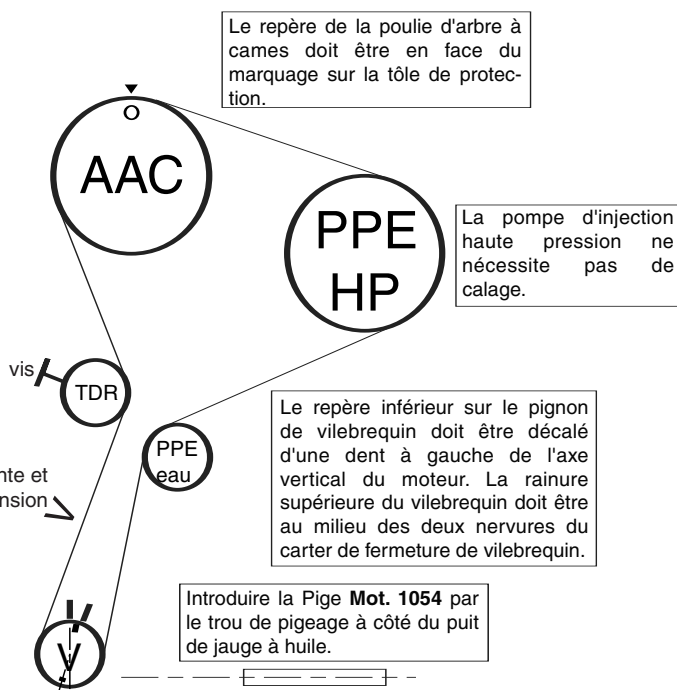 Le repère de la poulie d'arbre à
cames doit être en face du
marquage sur la tôle de protec-
tion.
O
AAC
PPE
HP
La pompe d'injection
haute pression ne
nécessite pas de
calage.
vis
TDR
PPE
eau
Le repère inférieur sur le pignon
de vilebrequin doit être décalé
d'une dent à gauche de l'axe
vertical du moteur. La rainure
supérieure du vilebrequin doit être
au milieu des deux nervures du
carter de fermeture de vilebrequin.
nte et
nsion
Introduire la Pige Mot. 1054 par
le trou de pigeage à côté du puit
de jauge à huile.
V